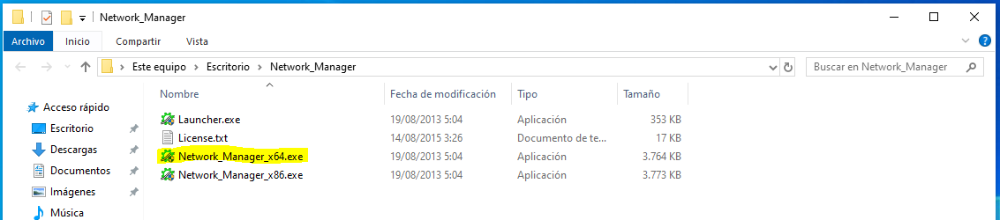 Network_Manager
Archivo Inicio Compartir Vista
Este equipo Escritorio Network_Manager Buscar en Network_Manager
Nombre Fecha de modificación Tipo Tamaño
Acceso rápido
Escritorio
Descargas
Documentos
Imágenes
Música
Launcher.exe 19/08/2013 5:04 Aplicación 353 KB
License.txt 14/08/2015 3:26 Documento de te... 17 KB
Network_Manager_x64.exe 19/08/2013 5:04 Aplicación 3.764 KB
Network_Manager_x86.exe 19/08/2013 5:04 Aplicación 3.773 KB